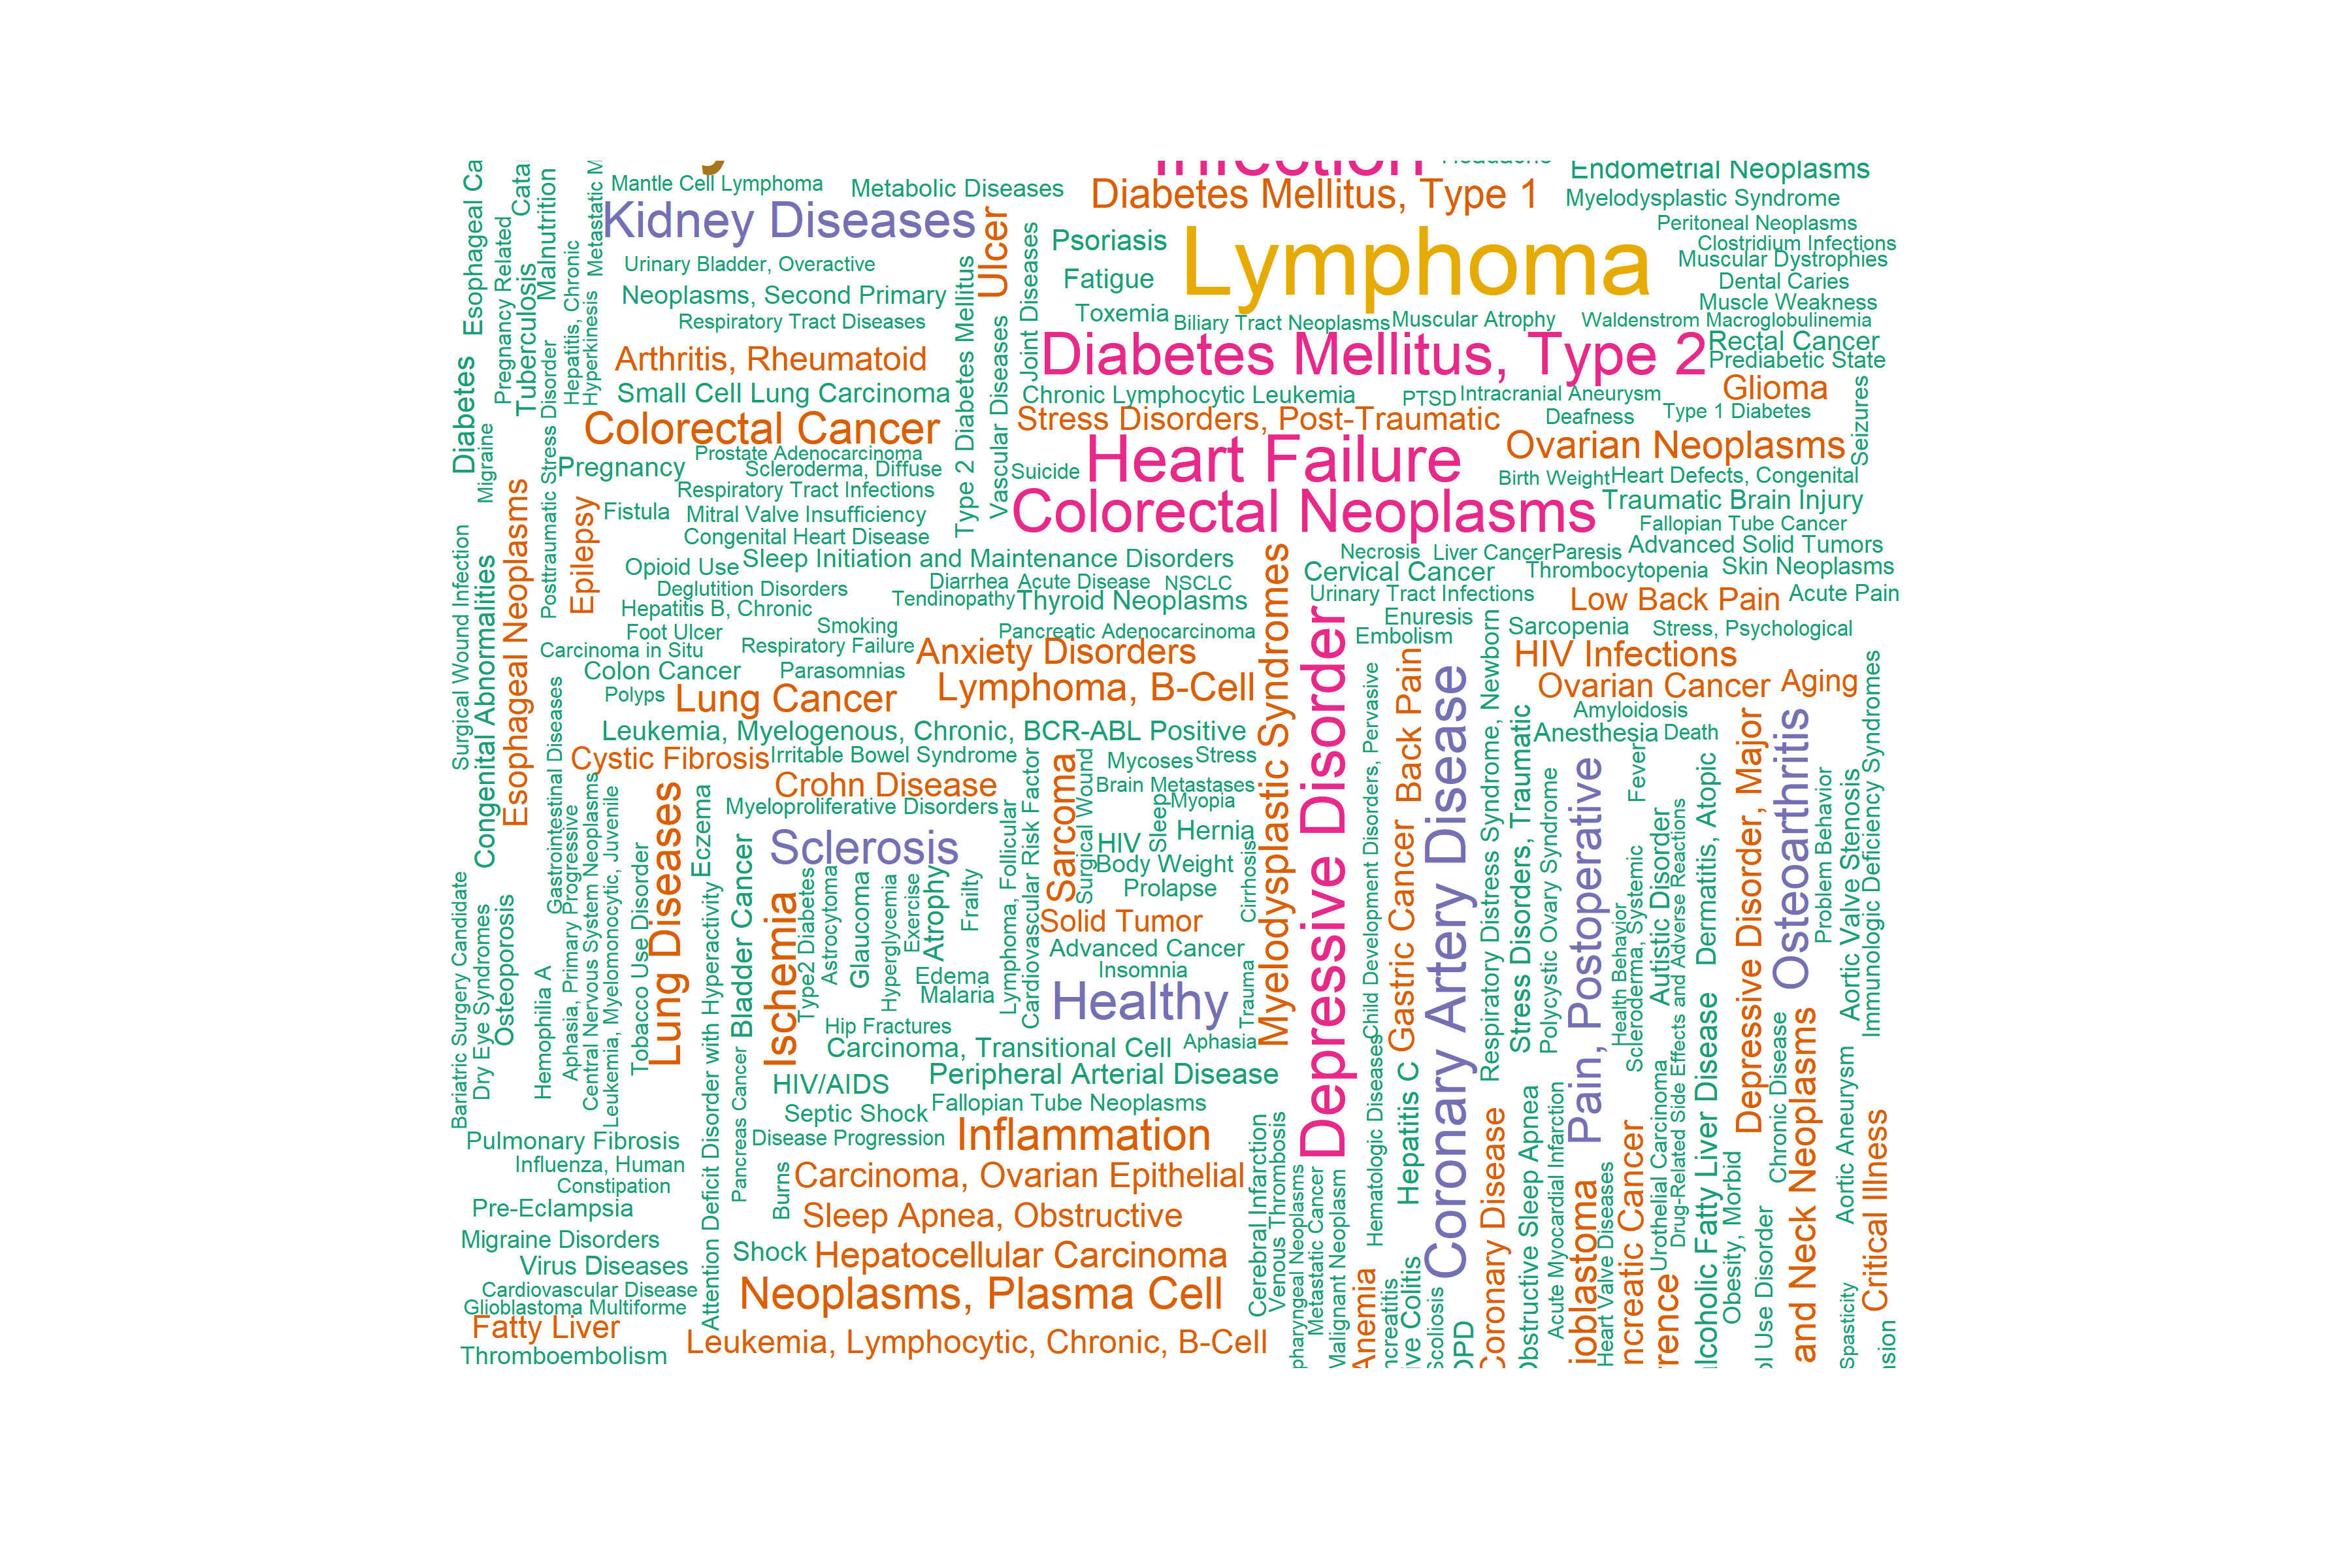 Infection
Headache
Endometrial Neoplasms
Mantle Cell Lymphoma
Metabolic Diseases
Diabetes Mellitus, Type 1
Myelodysplastic Syndrome
Kidney Diseases
Peritoneal Neoplasms
Psoriasis
Lymphoma
Clostridium Infections
Muscular Dystrophies
Urinary Bladder, Overactive
Fatigue
Dental Caries
Neoplasms, Second Primary
Muscle Weakness
Toxemia
Respiratory Tract Diseases
Biliary Tract Neoplasms
Muscular Atrophy
Waldenstrom Macroglobulinemia
Rectal Cancer
Diabetes Mellitus, Type 2
Prediabetic State
Arthritis, Rheumatoid
Glioma
Small Cell Lung Carcinoma
Chronic Lymphocytic Leukemia
PTSD
Intracranial Aneurysm
Type 1 Diabetes
Deafness
Stress Disorders, Post-Traumatic
Colorectal Cancer
Ovarian Neoplasms
Prostate Adenocarcinoma
Heart Failure
Pregnancy
Scleroderma, Diffuse
Suicide
Birth Weight
Heart Defects, Congenital
Respiratory Tract Infections
Traumatic Brain Injury
Fistula
Mitral Valve Insufficiency
Colorectal Neoplasms
Fallopian Tube Cancer
Congenital Heart Disease
Advanced Solid Tumors
Sleep Initiation and Maintenance Disorders
Necrosis
Liver Cancer
Paresis
Opioid Use
Cervical Cancer
Thrombocytopenia
Skin Neoplasms
Deglutition Disorders
Diarrhea
Acute Disease
NSCLC
Urinary Tract Infections
Low Back Pain
Acute Pain
Tendinopathy
Thyroid Neoplasms
Hepatitis B, Chronic
Enuresis
Foot Ulcer
Smoking
Pancreatic Adenocarcinoma
Embolism
Sarcopenia
Stress, Psychological
Carcinoma in Situ
Respiratory Failure
Anxiety Disorders
HIV Infections
Colon Cancer
Parasomnias
Lymphoma, B-Cell
Ovarian Cancer
Aging
Polyps
Lung Cancer
Amyloidosis
Leukemia, Myelogenous, Chronic, BCR-ABL Positive
Anesthesia
Death
Cystic Fibrosis
Irritable Bowel Syndrome
Mycoses
Stress
Crohn Disease
Brain Metastases
Myeloproliferative Disorders
Myopia
Sclerosis
HIV
Hernia
Body Weight
Prolapse
Solid Tumor
Advanced Cancer
Edema
Insomnia
Malaria
Healthy
Hip Fractures
Carcinoma, Transitional Cell
Aphasia
HIV/AIDS
Peripheral Arterial Disease
Septic Shock
Fallopian Tube Neoplasms
Pulmonary Fibrosis
Disease Progression
Inflammation
Influenza, Human
Constipation
Carcinoma, Ovarian Epithelial
Pre-Eclampsia
Sleep Apnea, Obstructive
Migraine Disorders
Shock
Hepatocellular Carcinoma
Virus Diseases
Cardiovascular Disease
Neoplasms, Plasma Cell
Glioblastoma Multiforme
Fatty Liver
Leukemia, Lymphocytic, Chronic, B-Cell
Thromboembolism
Esophageal Ca
Cata
Malnutrition
Metastatic M
Pregnancy Related
Tuberculosis
Hepatitis, Chronic
Hyperkinesis
Diabetes
Migraine
Posttraumatic Stress Disorder
Ulcer
Type 2 Diabetes Mellitus
Vascular Diseases
Joint Diseases
Seizures
Surgical Wound Infection
Congenital Abnormalities
Esophageal Neoplasms
Epilepsy
Gastrointestinal Diseases
Bariatric Surgery Candidate
Dry Eye Syndromes
Osteoporosis
Hemophilia A
Aphasia, Primary Progressive
Central Nervous System Neoplasms
Leukemia, Myelomonocytic, Juvenile
Tobacco Use Disorder
Lung Diseases
Eczema
Attention Deficit Disorder with Hyperactivity
Bladder Cancer
Pancreas Cancer
Ischemia
Burns
Type2 Diabetes
Astrocytoma
Glaucoma
Hyperglycemia
Exercise
Atrophy
Frailty
Lymphoma, Follicular
Cardiovascular Risk Factor
Sarcoma
Surgical Wound
Sleep
Cirrhosis
Trauma
Myelodysplastic Syndromes
Depressive Disorder
Child Development Disorders, Pervasive
Back Pain
Gastric Cancer
Coronary Artery Disease
Respiratory Distress Syndrome, Newborn
Stress Disorders, Traumatic
Polycystic Ovary Syndrome
Pain, Postoperative
Fever
Health Behavior
Scleroderma, Systemic
Autistic Disorder
Drug-Related Side Effects and Adverse Reactions
Dermatitis, Atopic
Depressive Disorder, Major
Osteoarthritis
Problem Behavior
Aortic Valve Stenosis
Immunologic Deficiency Syndromes
Cerebral Infarction
Venous Thrombosis
pharyngeal Neoplasms
Metastatic Cancer
Malignant Neoplasm
Anemia
Hematologic Diseases
ncreatitis
Hepatitis C
ve Colitis
Scoliosis
OPD
Coronary Disease
Obstructive Sleep Apnea
Acute Myocardial Infarction
ioblastoma
Heart Valve Diseases
ncreatic Cancer
Urothelial Carcinoma
rence
lcoholic Fatty Liver Disease
Obesity, Morbid
ol Use Disorder
Chronic Disease
and Neck Neoplasms
Aortic Aneurysm
Spasticity
Critical Illness
sion